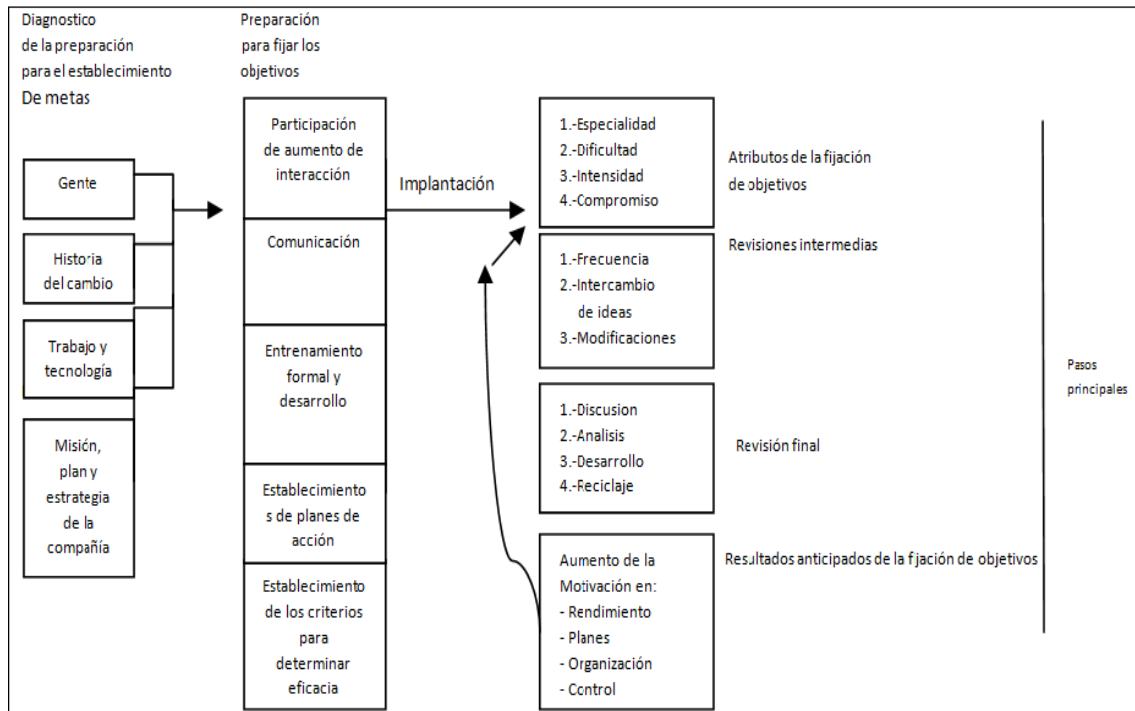 Diagnostico
de la preparación
para el establecimiento
De metas
Gente
Historia
del cambio
Trabajo y
tecnología
Misión,
plan y
estrategia
de la
compañía
Preparación
para fijar los
objetivos
Participación
de aumento de
interacción
Comunicación
Entrenamiento
formal y
desarrollo
Establecimiento
s de planes de
acción
Establecimiento
de los criterios
para
determinar
eficacia
Implantación
1.-Especialidad
2.-Dificultad
3.-Intensidad
4.-Compromiso
Atributos de la fijación
de objetivos
1.-Frecuencia
2.-Intercambio
de ideas
3.-Modificaciones
Revisiones intermedias
1.-Discusion
2.-Analisis
3.-Desarrollo
4.-Reciclaje
Revisión final
Aumento de la
Motivación en:
- Rendimiento
- Planes
- Organización
- Control
Resultados anticipados de la fijación de objetivos
Pasos
principales